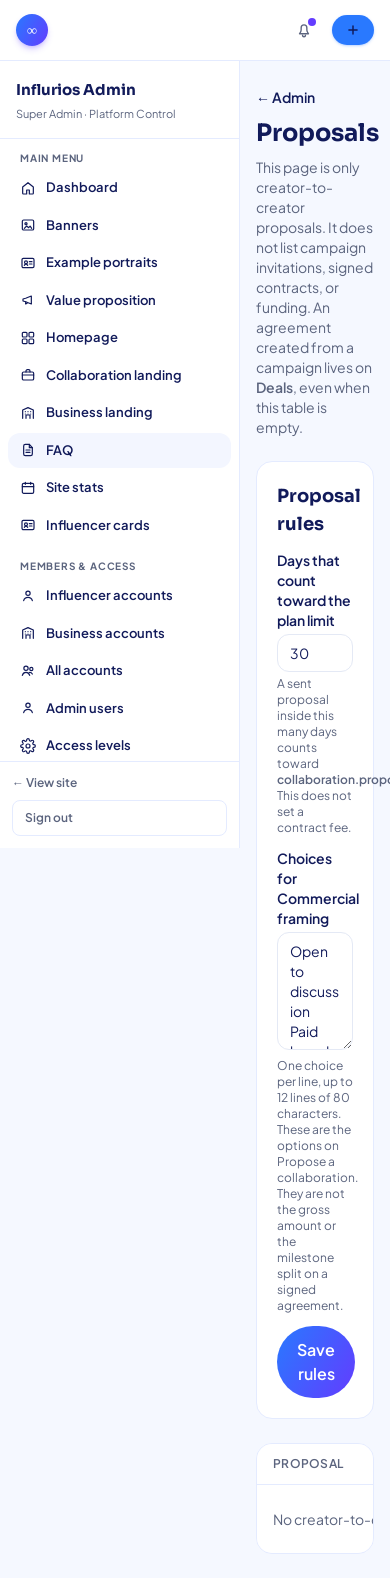 ∞
+
Influrios Admin
Super Admin · Platform Control
MAIN MENU
Dashboard
Banners
Example portraits
Value proposition
Homepage
Collaboration landing
Business landing
FAQ
Site stats
Influencer cards
MEMBERS & ACCESS
Influencer accounts
Business accounts
All accounts
Admin users
Access levels
← View site
Sign out
← Admin
Proposals
This page is only
creator-to-
creator
proposals. It does
not list campaign
invitations, signed
contracts, or
funding. An
agreement
created from a
campaign lives on
Deals, even when
this table is
empty.
Proposal
rules
Days that
count
toward the
plan limit
30
A sent
proposal
inside this
many days
counts
toward
collaboration.propo
This does not
set a
contract fee.
Choices
for
Commercial
framing
Open
to
discuss
ion
Paid
One choice
per line, up to
12 lines of 80
characters.
These are the
options on
Propose a
collaboration.
They are not
the gross
amount or
the
milestone
split on a
signed
agreement.
Save
rules
PROPOSAL
No creator-to-c